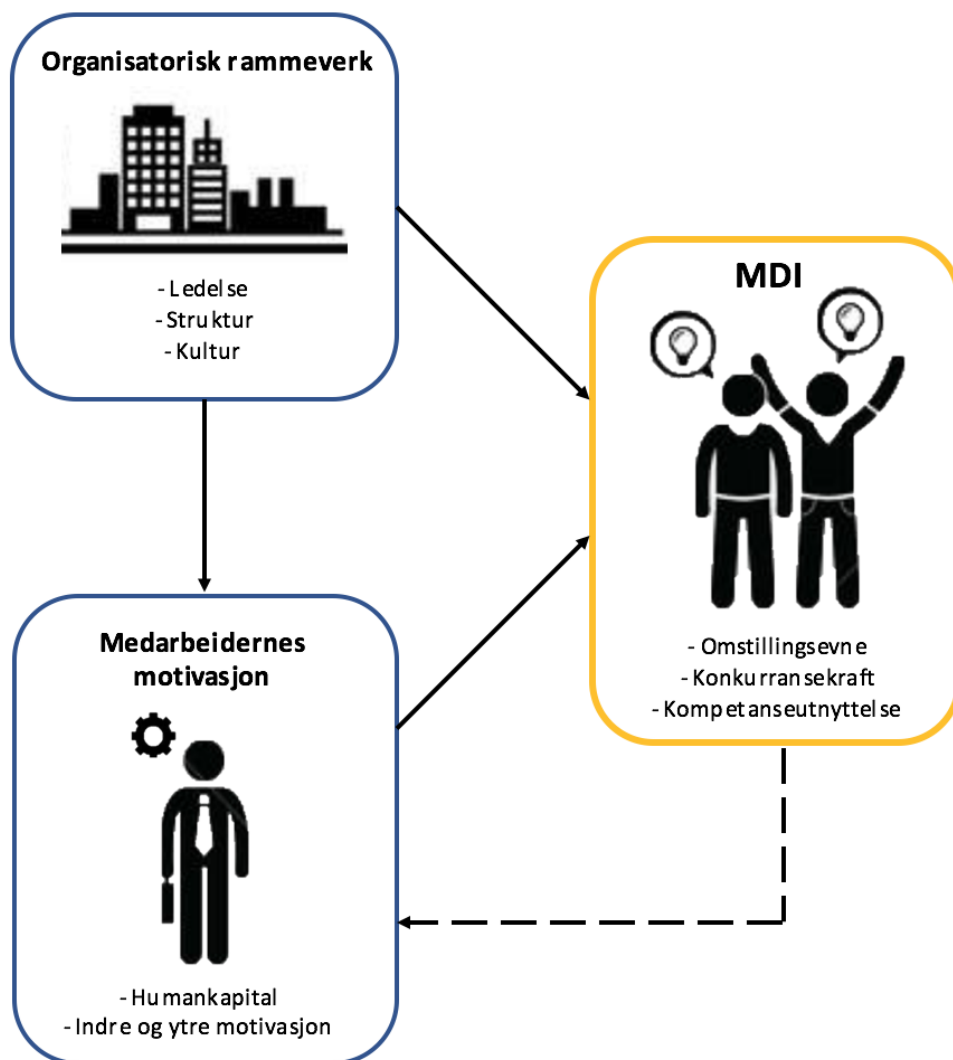 Organisatorisk rammeverk
- Ledelse
- Struktur
- Kultur
MDI
- Omstillingsevne
- Konkurransekraft
- Kompetanseutnyttelse
Medarbeidernes
motivasjon
- Humankapital
- Indre og ytre motivasjon